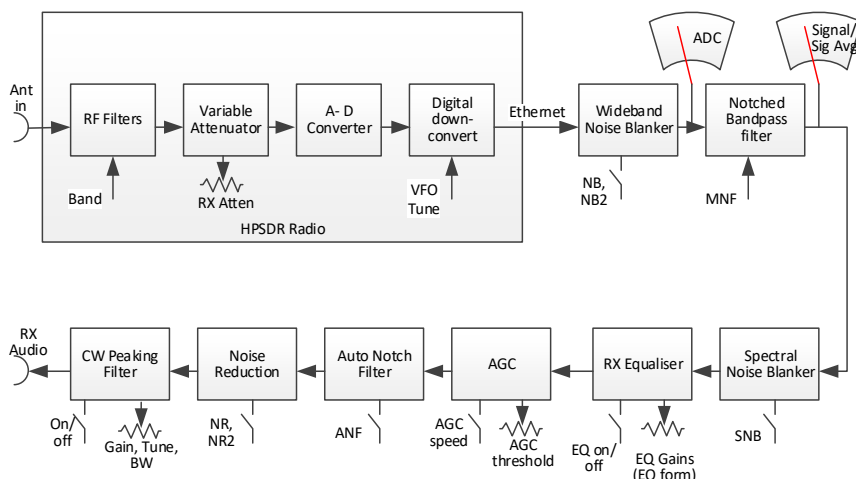 ADC
Signal/
Sig Avg
Ant
in
RF Filters
Variable
Attenuator
A- D
Converter
Digital
down-
convert
Ethernet
Wideband
Noise Blanker
Notched
Bandpass
filter
Band
RX Atten
VFO
Tune
NB,
NB2
MNF
HPSDR Radio
RX
Audio
CW Peaking
Filter
Noise
Reduction
Auto Notch
Filter
AGC
RX Equaliser
Spectral
Noise Blanker
On/
off
Gain, Tune,
BW
NR,
NR2
ANF
AGC
speed
AGC
threshold
EQ on/
off
EQ Gains
(EQ form)
SNB